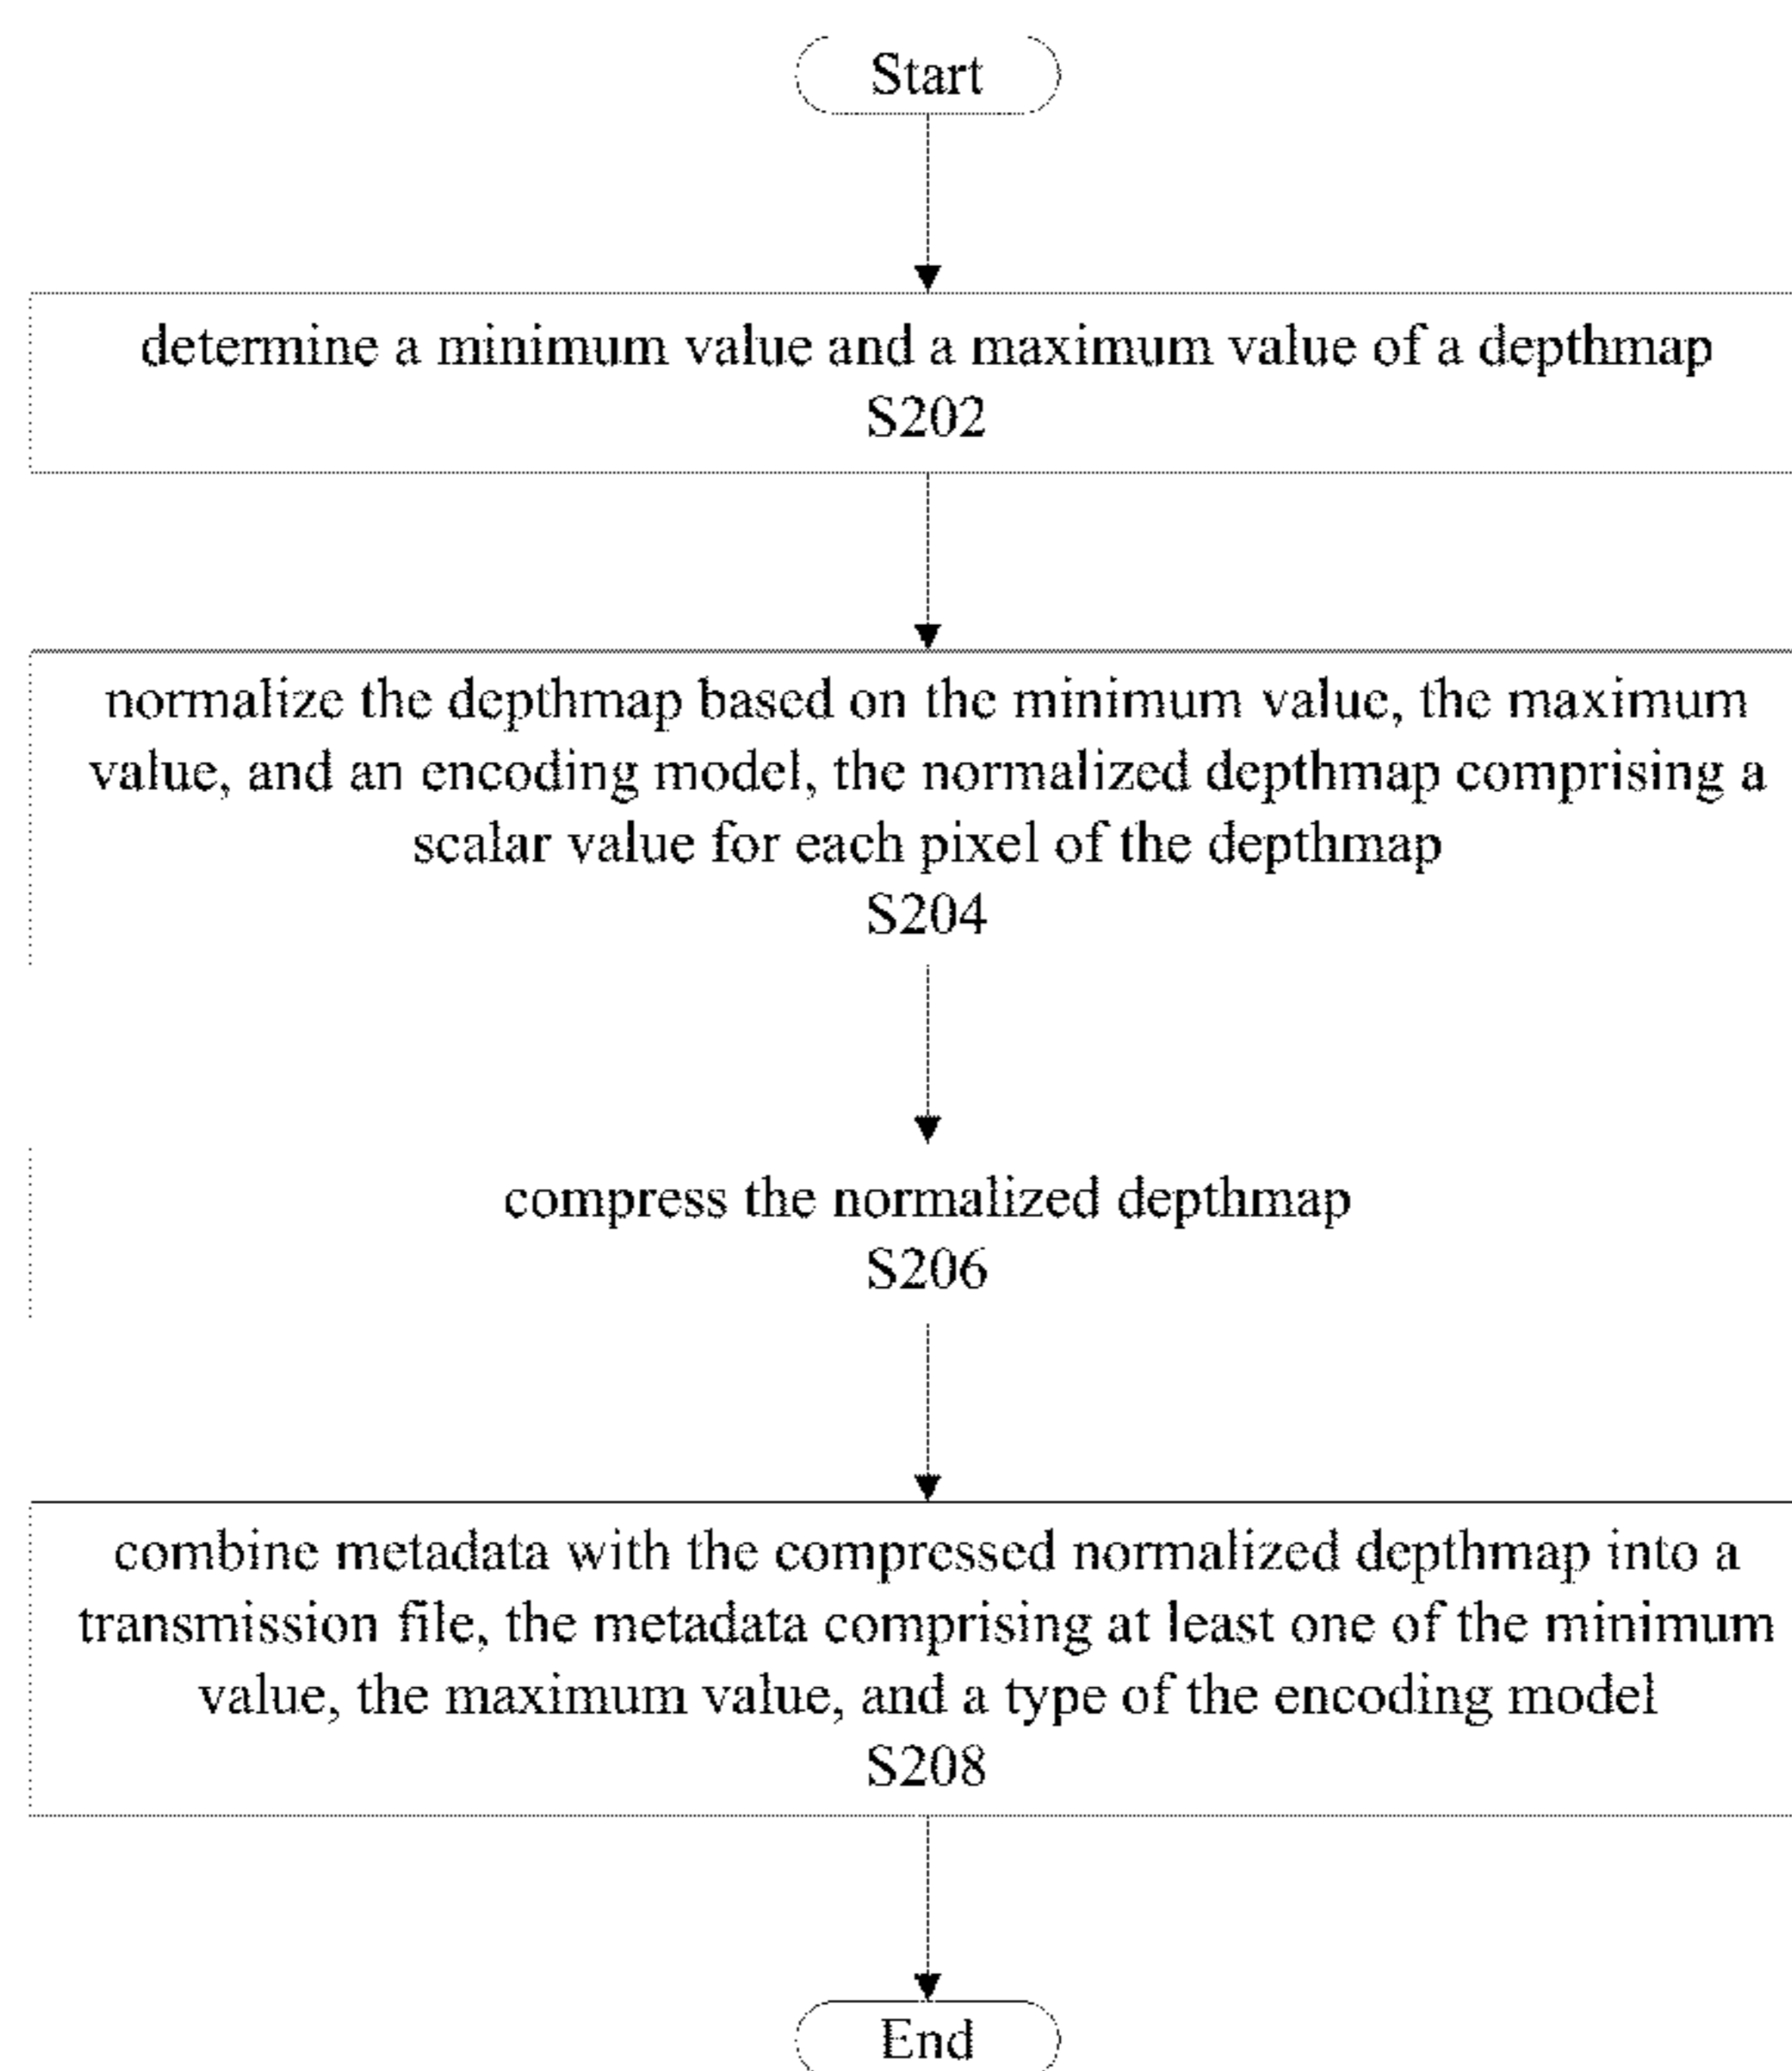 Start
determine a minimum value and a maximum value of a depthmap
S202
normalize the depthmap based on the minimum value, the maximum
value, and an encoding model, the normalized depthmap comprising a
scalar value for each pixel of the depthmap
S204
compress the normalized depthmap
S206
combine metadata with the compressed normalized depthmap into a
transmission file, the metadata comprising at least one of the minimum
value, the maximum value, and a type of the encoding model
S208
End